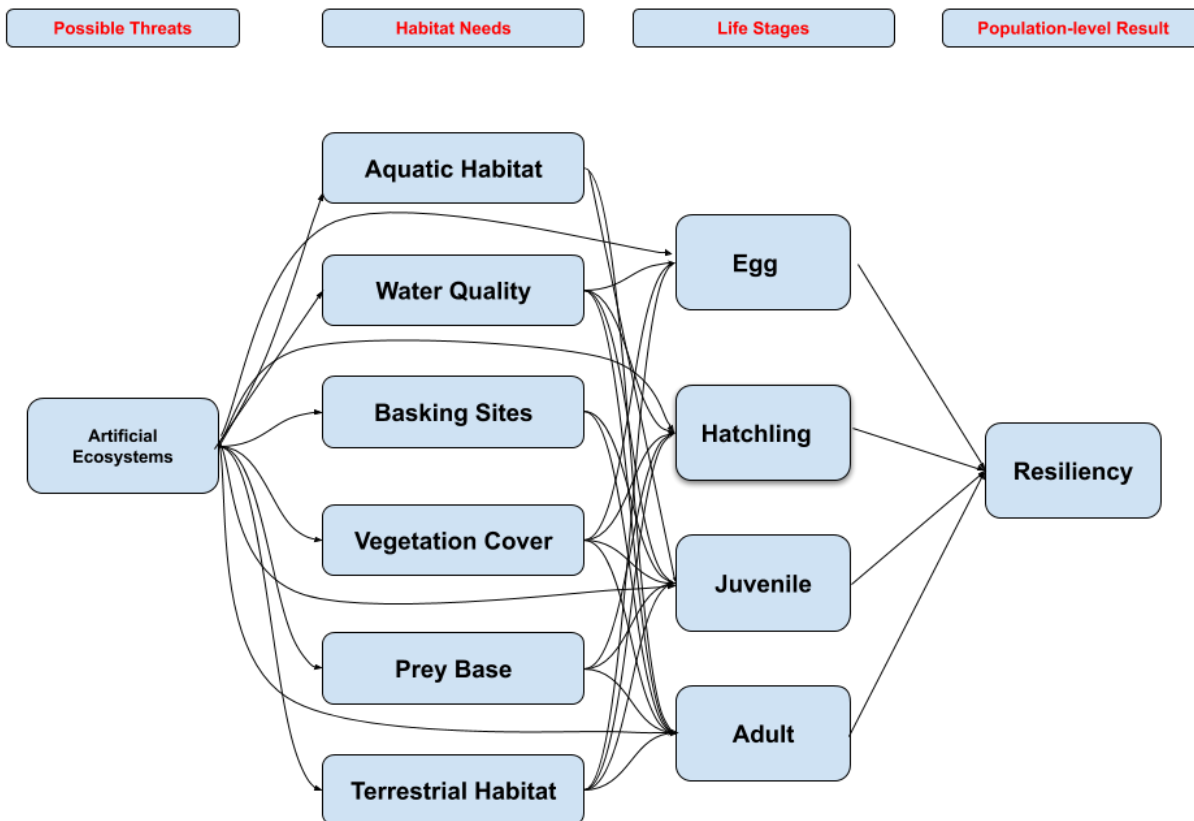 Possible Threats
Habitat Needs
Life Stages
Population-level Result
Aquatic Habitat
Egg
Water Quality
Basking Sites
Hatchling
Artificial
Ecosystems
Resiliency
Vegetation Cover
Juvenile
Prey Base
Adult
Terrestrial Habitat